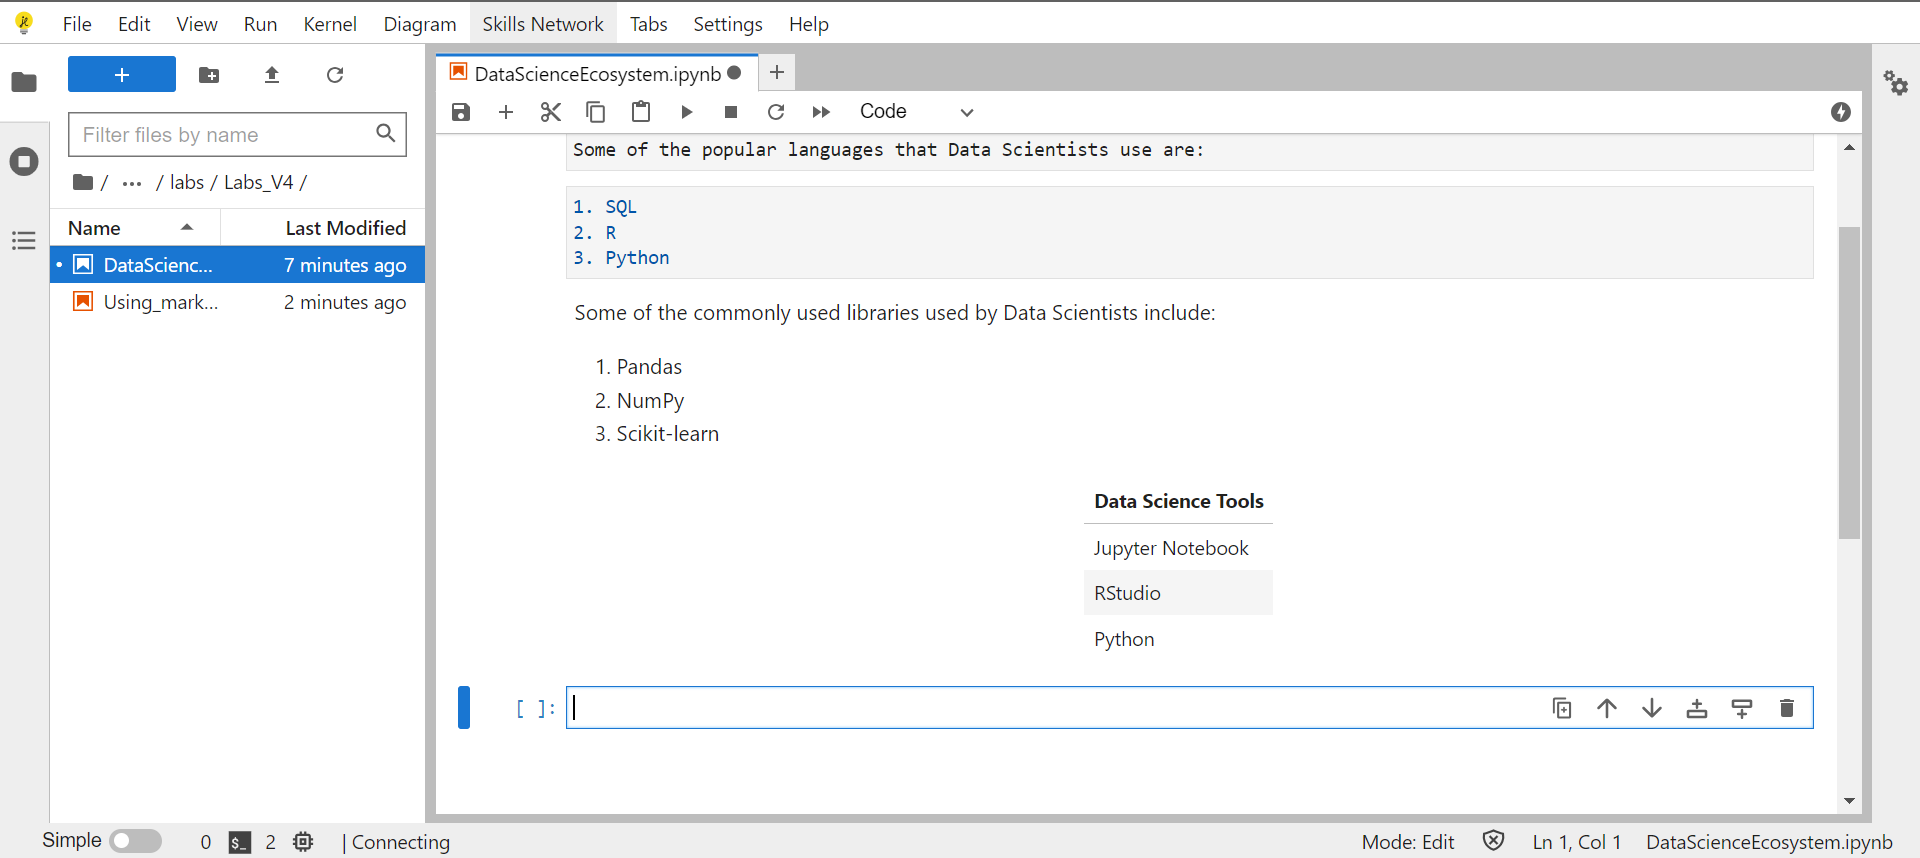 File Edit View Run Kernel Diagram Skills Network Tabs Settings Help
DataScienceEcosystem.ipynb
Code
Filter files by name
/ ... / labs / Labs_V4 /
Name Last Modified
DataScienc... 7 minutes ago
Using_mark... 2 minutes ago
Some of the popular languages that Data Scientists use are:
1. SQL
2. R
3. Python
Some of the commonly used libraries used by Data Scientists include:
1. Pandas
2. NumPy
3. Scikit-learn
Data Science Tools
Jupyter Notebook
RStudio
Python
[ ]:
Simple 0 $_ 2 | Connecting Mode: Edit Ln 1, Col 1 DataScienceEcosystem.ipynb